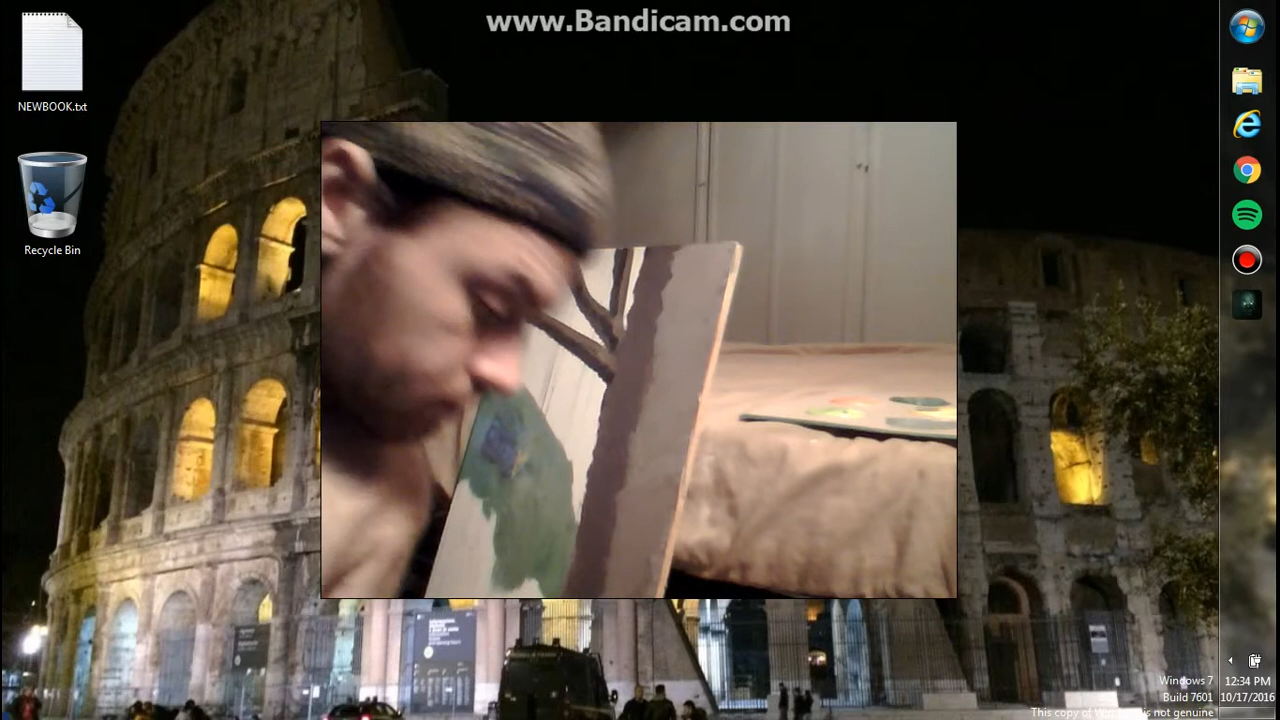 www.Bandicam.com
NEWBOOK.txt
Recycle Bin
Windows 7
Build 7601
This copy of
is not genuine
12:34 PM
10/17/2016